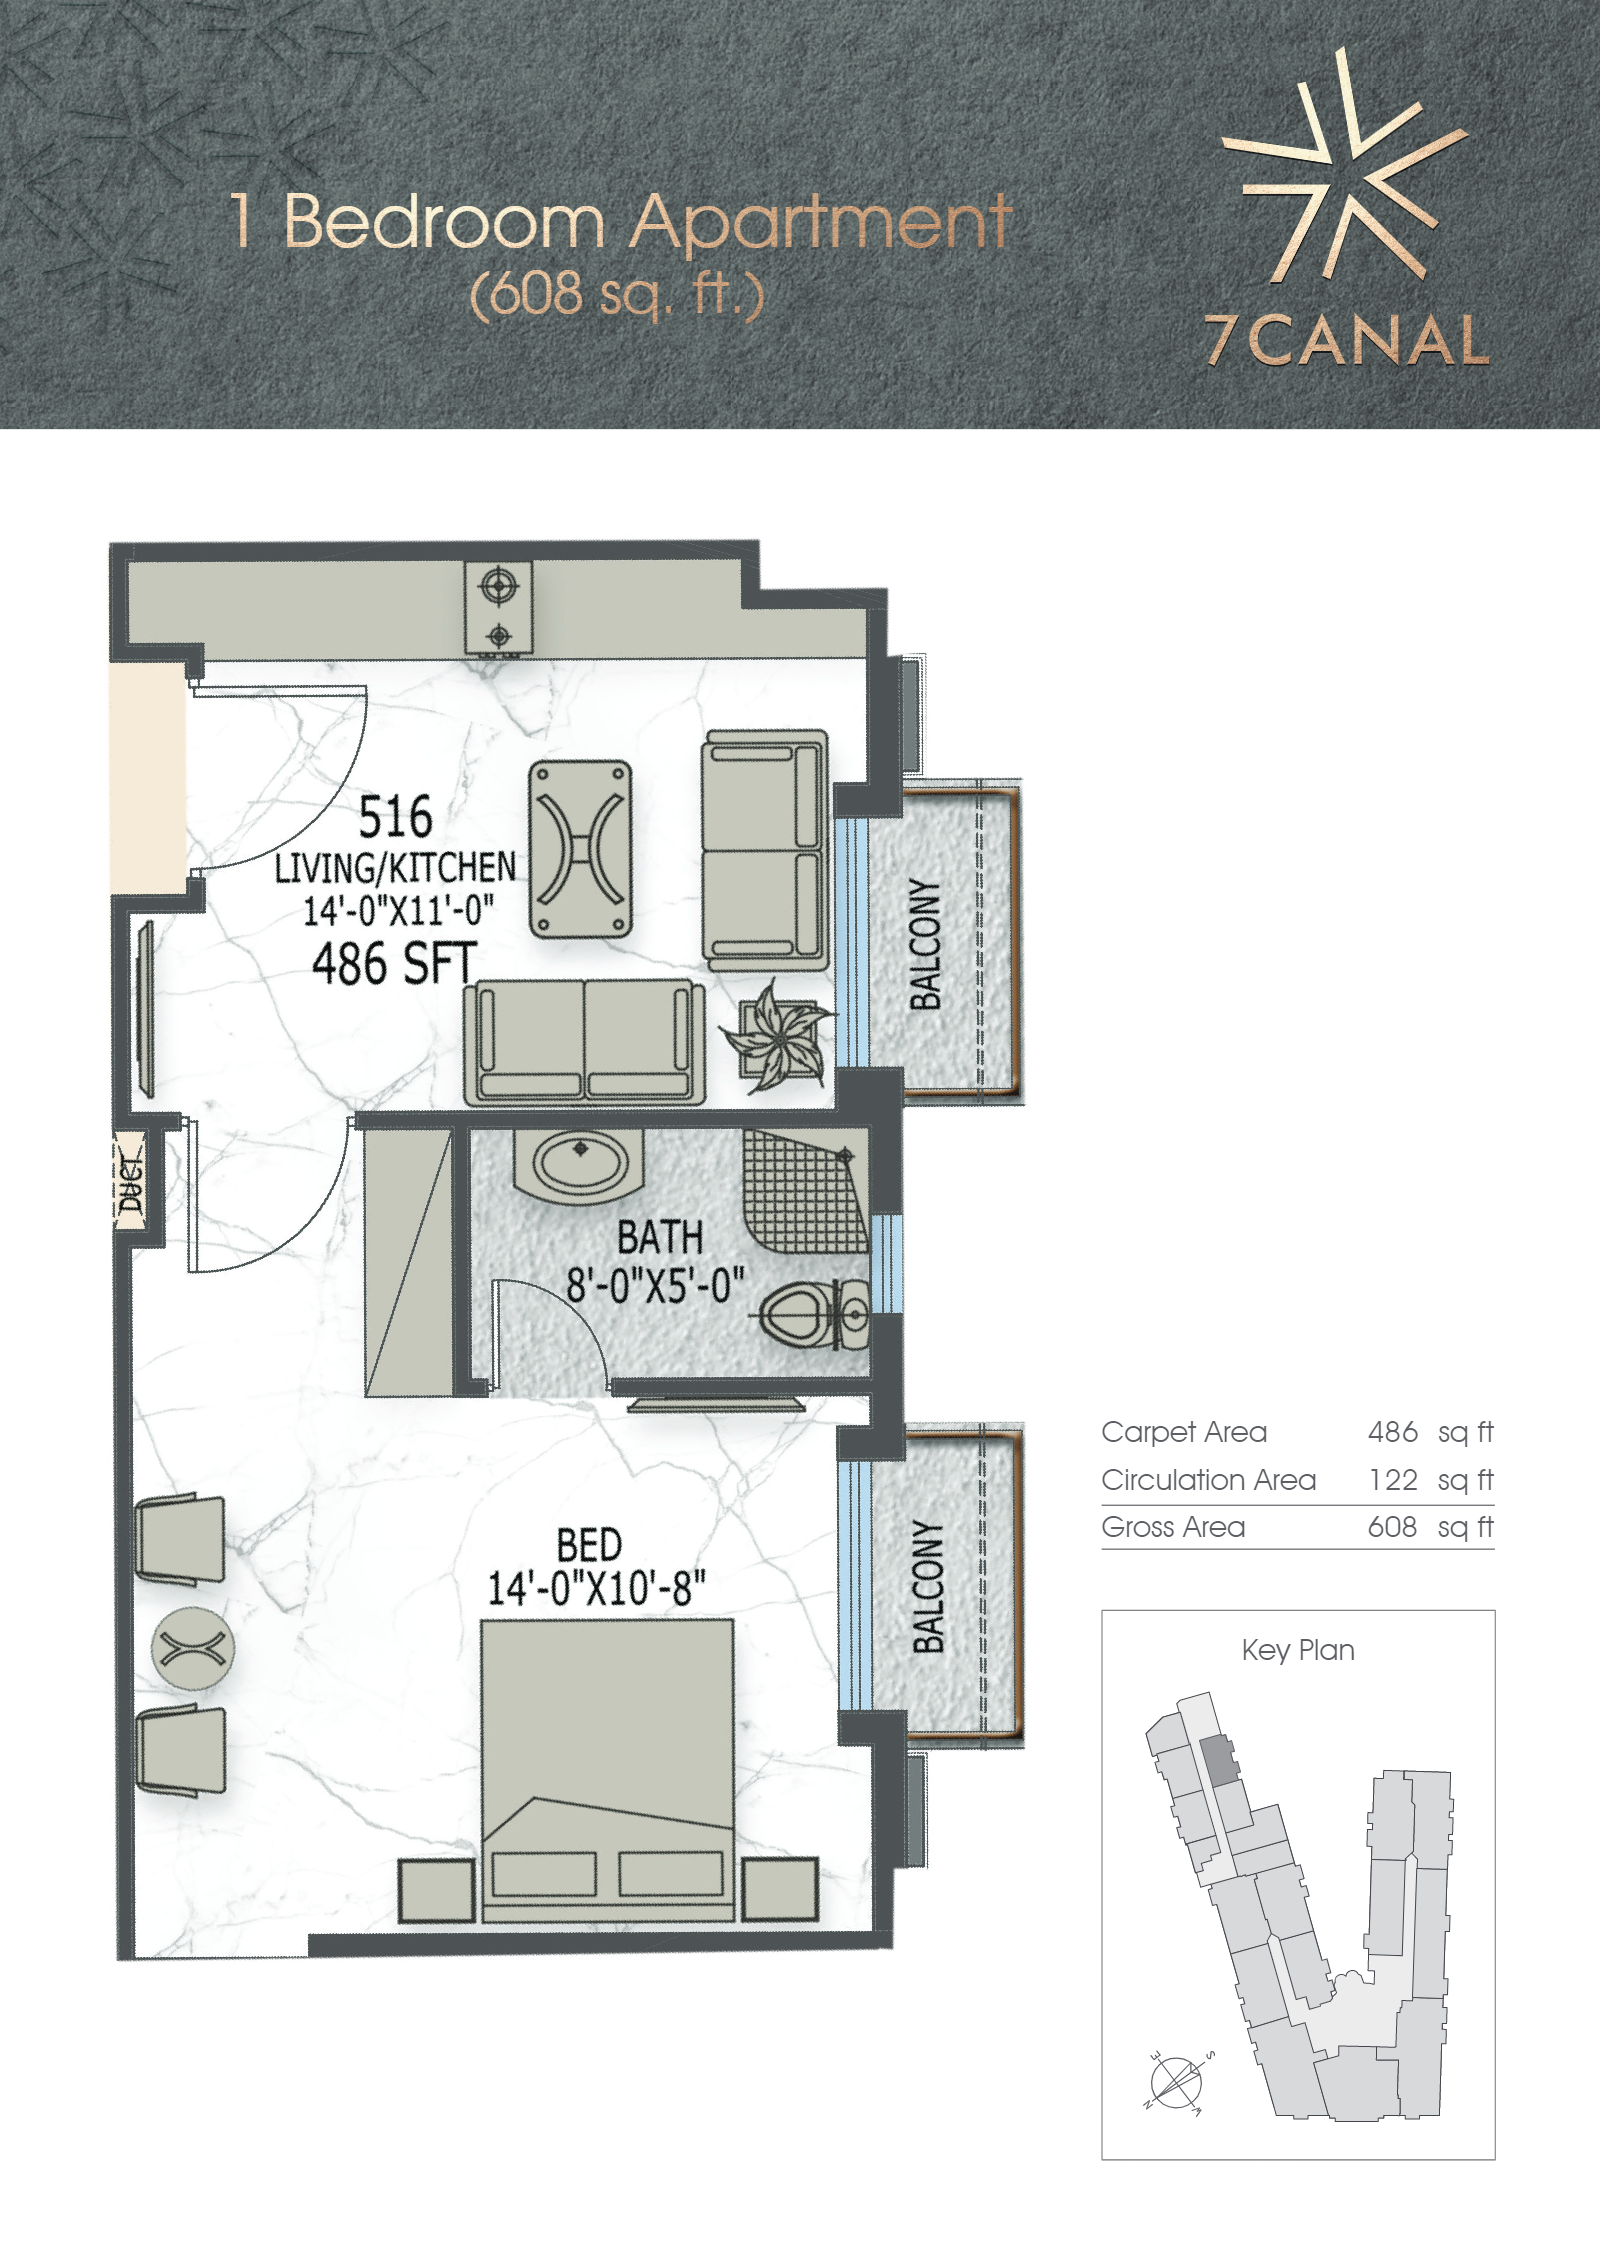 1 Bedroom Apartment
(608 sq. ft.)
7CANAL
516
LIVING/KITCHEN
14'-0"X11'-0"
486 SFT
BALCONY
DUCT
BATH
8'-0"X5'-0"
BED
14'-0"X10'-8"
BALCONY
Carpet Area 486 sq ft
Circulation Area 122 sq ft
Gross Area 608 sq ft
Key Plan
E S
N W